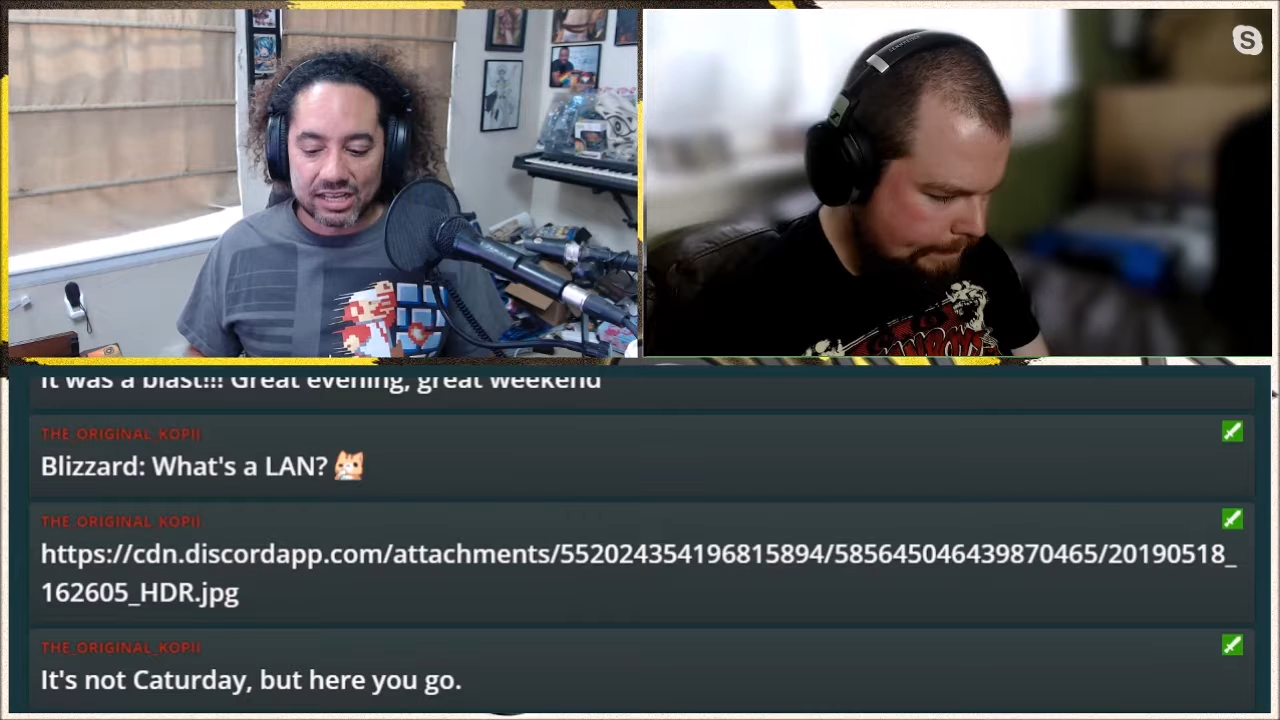 It was a blast!!! Great evening, great weekend
THE_ORIGINAL_KOPII
Blizzard: What's a LAN?
THE_ORIGINAL_KOPII
https://cdn.discordapp.com/attachments/552024354196815894/585645046439870465/20190518_
162605_HDR.jpg
THE_ORIGINAL_KOPII
It's not Caturday, but here you go.